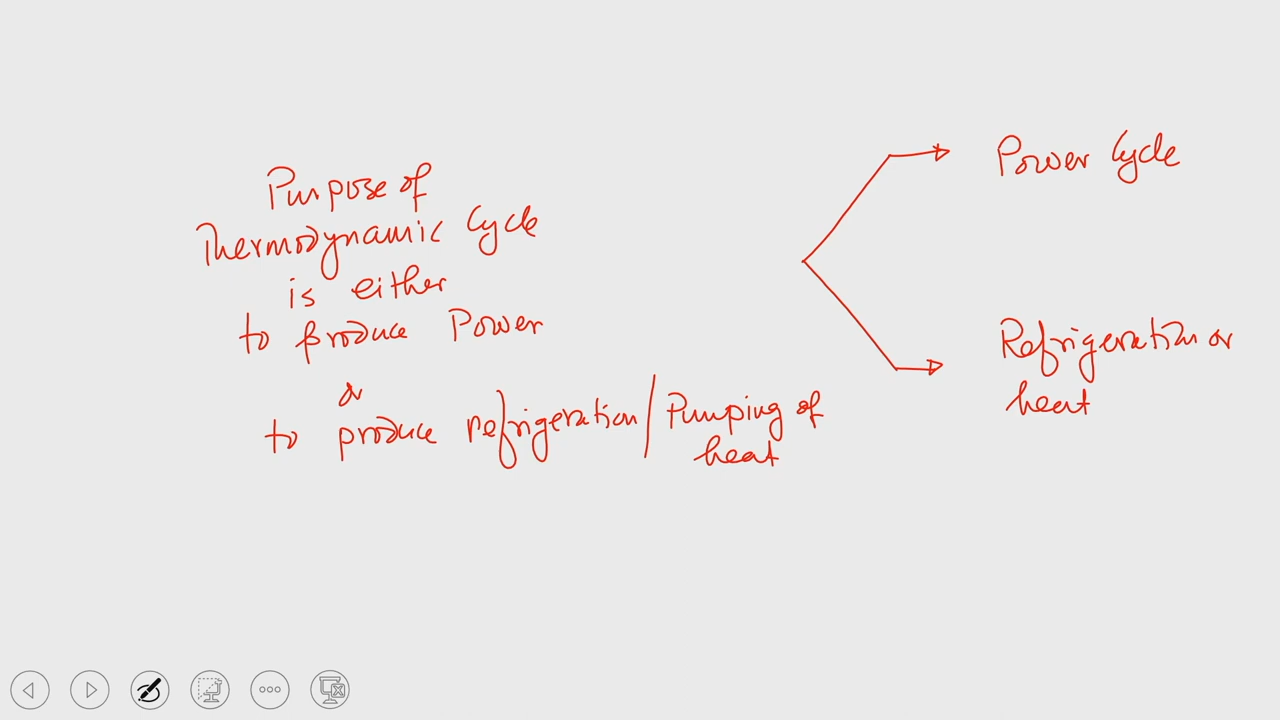 Purpose of
Thermodynamic Cycle
is either
to produce Power
or
to produce refrigeration/Pumping of
heat
Power Cycle
Refrigeration or
heat